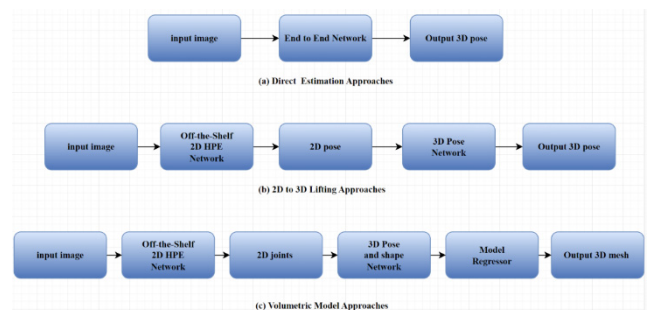 input image
End to End Network
Output 3D pose
(a) Direct Estimation Approaches
input image
Off-the-Shelf
2D HPE
Network
2D pose
3D Pose
Network
Output 3D pose
(b) 2D to 3D Lifting Approaches
input image
Off-the-Shelf
2D HPE
Network
2D joints
3D Pose
and shape
Network
Model
Regressor
Output 3D mesh
(c) Volumetric Model Approaches